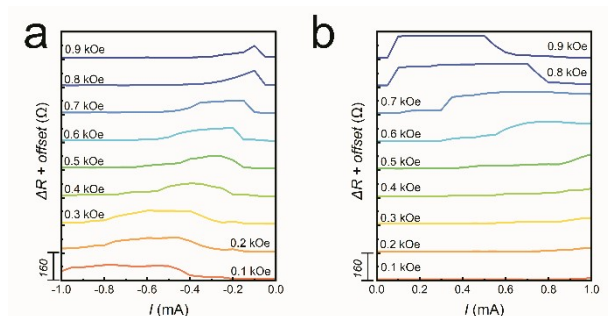 a
0.9 kOe
0.8 kOe
0.7 kOe
0.6 kOe
0.5 kOe
0.4 kOe
0.3 kOe
0.2 kOe
0.1 kOe
ΔR + offset (Ω)
160
-1.0 -0.8 -0.6 -0.4 -0.2 0.0
I (mA)
b
0.9 kOe
0.8 kOe
0.7 kOe
0.6 kOe
0.5 kOe
0.4 kOe
0.3 kOe
0.2 kOe
0.1 kOe
ΔR + offset (Ω)
160
0.0 0.2 0.4 0.6 0.8 1.0
I (mA)